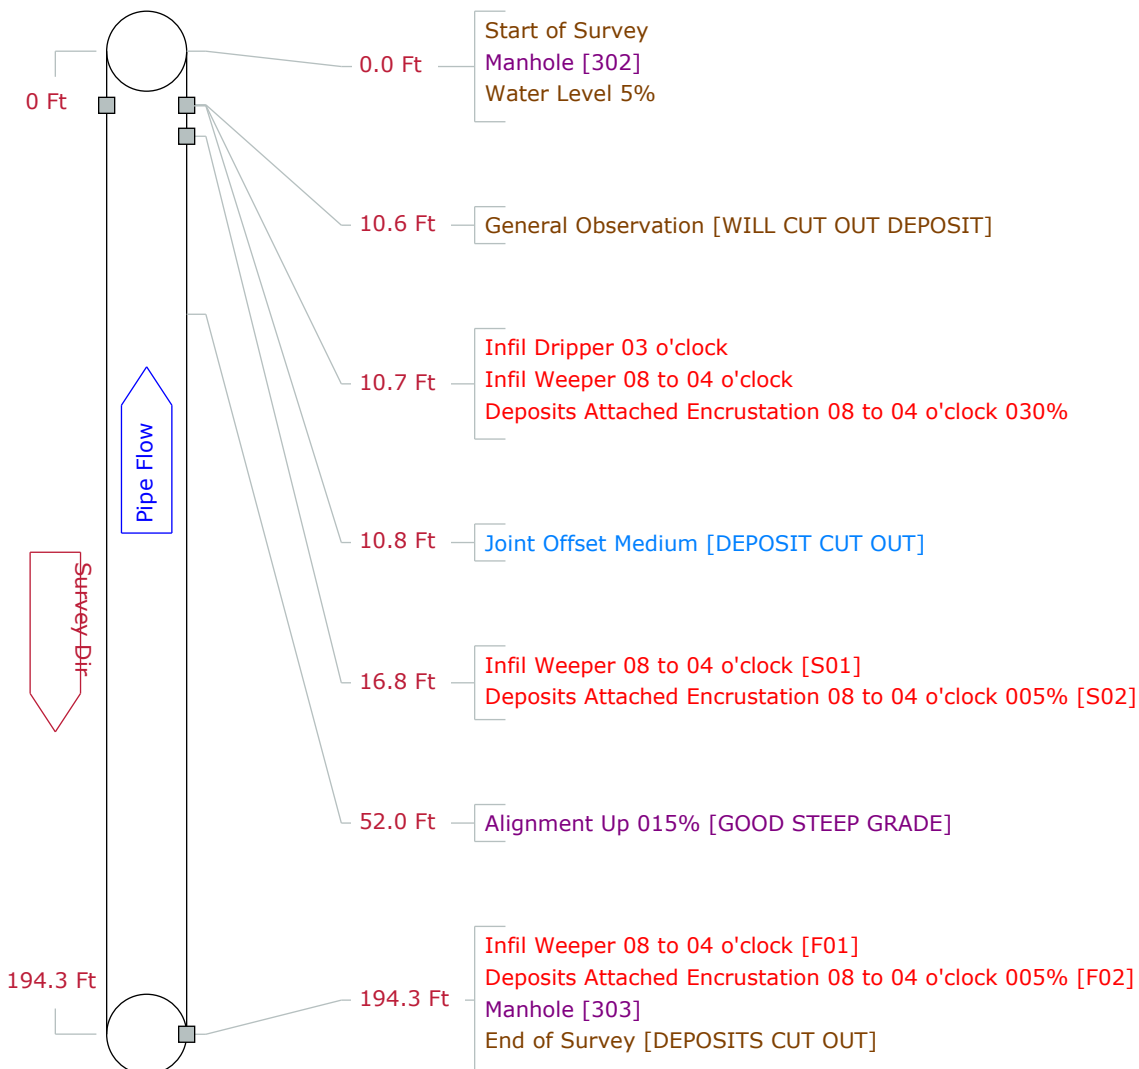 0 Ft
0.0 Ft
Start of Survey
Manhole [302]
Water Level 5%
10.6 Ft
General Observation [WILL CUT OUT DEPOSIT]
10.7 Ft
Infil Dripper 03 o'clock
Infil Weeper 08 to 04 o'clock
Deposits Attached Encrustation 08 to 04 o'clock 030%
Pipe Flow
10.8 Ft
Joint Offset Medium [DEPOSIT CUT OUT]
Survey Dir
16.8 Ft
Infil Weeper 08 to 04 o'clock [S01]
Deposits Attached Encrustation 08 to 04 o'clock 005% [S02]
52.0 Ft
Alignment Up 015% [GOOD STEEP GRADE]
194.3 Ft
194.3 Ft
Infil Weeper 08 to 04 o'clock [F01]
Deposits Attached Encrustation 08 to 04 o'clock 005% [F02]
Manhole [303]
End of Survey [DEPOSITS CUT OUT]